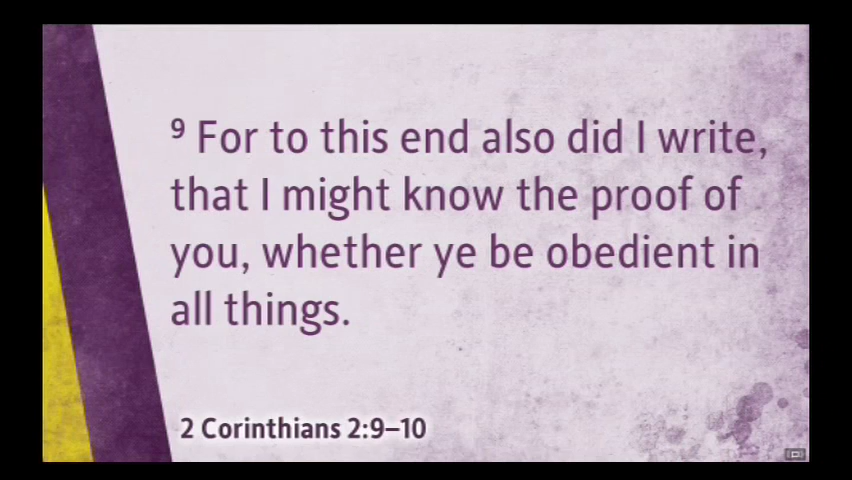 ⁹ For to this end also did I write,
that I might know the proof of
you, whether ye be obedient in
all things.
2 Corinthians 2:9–10